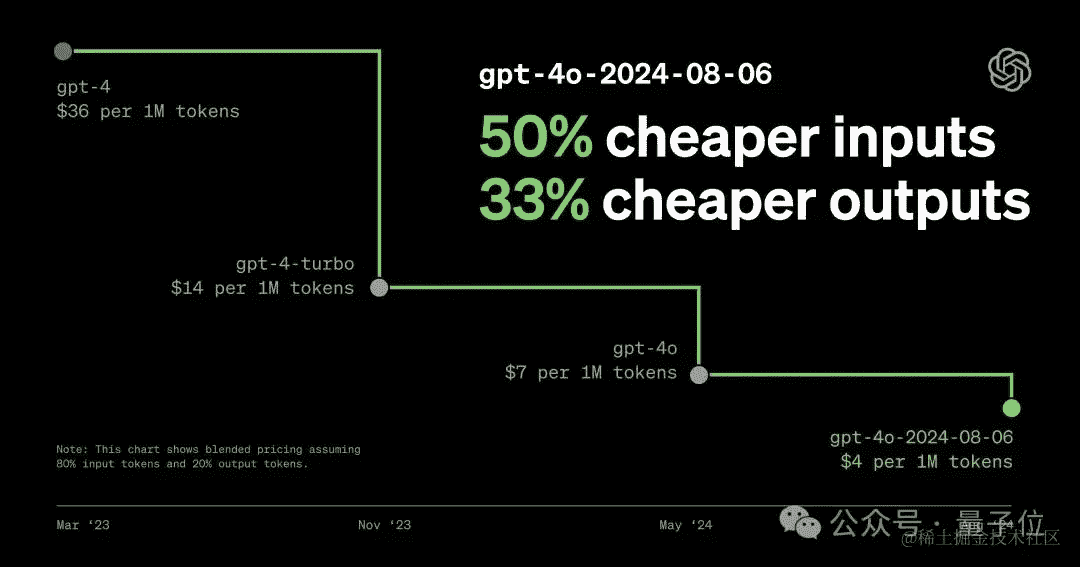 gpt-4
$36 per 1M tokens
gpt-4o-2024-08-06
50% cheaper inputs
33% cheaper outputs
gpt-4-turbo
$14 per 1M tokens
gpt-4o
$7 per 1M tokens
gpt-4o-2024-08-06
$4 per 1M tokens
Note: This chart shows blended pricing assuming
80% input tokens and 20% output tokens.
Mar ‘23
Nov ‘23
May ‘24
Aug ‘24
公众号 · 量子位
@稀土掘金技术社区